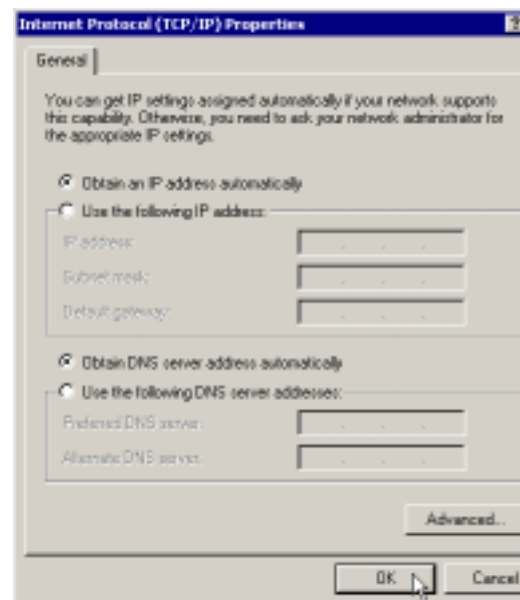 Internet Protocol (TCP/IP) Properties
?
General
You can get IP settings assigned automatically if your network supports
this capability. Otherwise, you need to ask your network administrator for
the appropriate IP settings.
Obtain an IP address automatically
Use the following IP address:
IP address:
Subnet mask:
Default gateway:
Obtain DNS server address automatically
Use the following DNS server addresses:
Preferred DNS server:
Alternate DNS server:
Advanced...
OK
Cancel